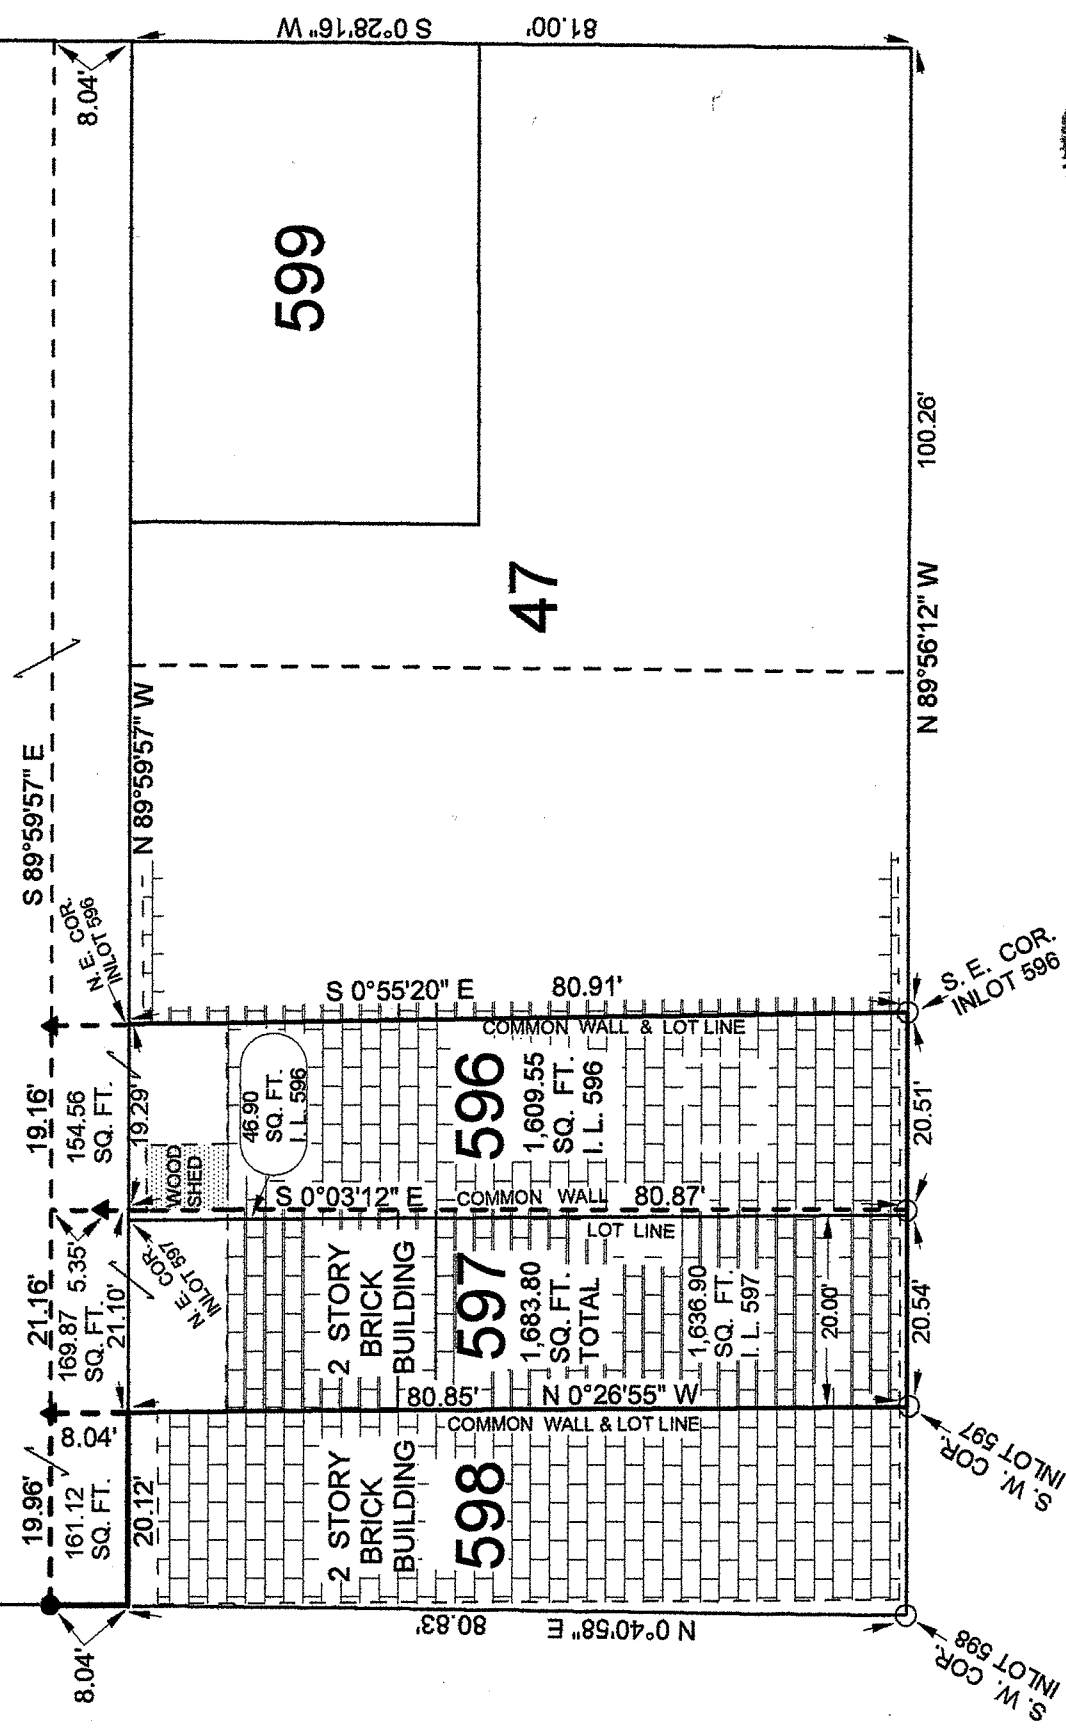 S 0°28'16" W
81.00'
8.04'
S 89°59'57" E
N 89°59'57" W
599
47
100.26'
N 89°56'12" W
N. E. COR.
INLOT 596
S 0°55'20" E
80.91'
COMMON WALL & LOT LINE
S. E. COR.
INLOT 596
19.16'
154.56
SQ. FT.
19.29'
WOOD
SHED
46.90
SQ. FT.
I. L. 596
596
1,609.55
SQ. FT.
I. L. 596
20.51'
S 0°03'12" E
COMMON WALL
80.87'
LOT LINE
21.16'
5.35'
169.87
SQ. FT.
21.10'
N. E. COR.
INLOT 597
2 STORY
BRICK
BUILDING
597
1,683.80
SQ. FT.
TOTAL
1,636.90
SQ. FT.
I. L. 597
20.00'
20.54'
80.85'
N 0°26'55" W
COMMON WALL & LOT LINE
S. W. COR.
INLOT 597
8.04'
19.96'
161.12
SQ. FT.
20.12'
2 STORY
BRICK
BUILDING
598
N 0°40'58" E
80.83'
8.04'
S. W. COR.
INLOT 598